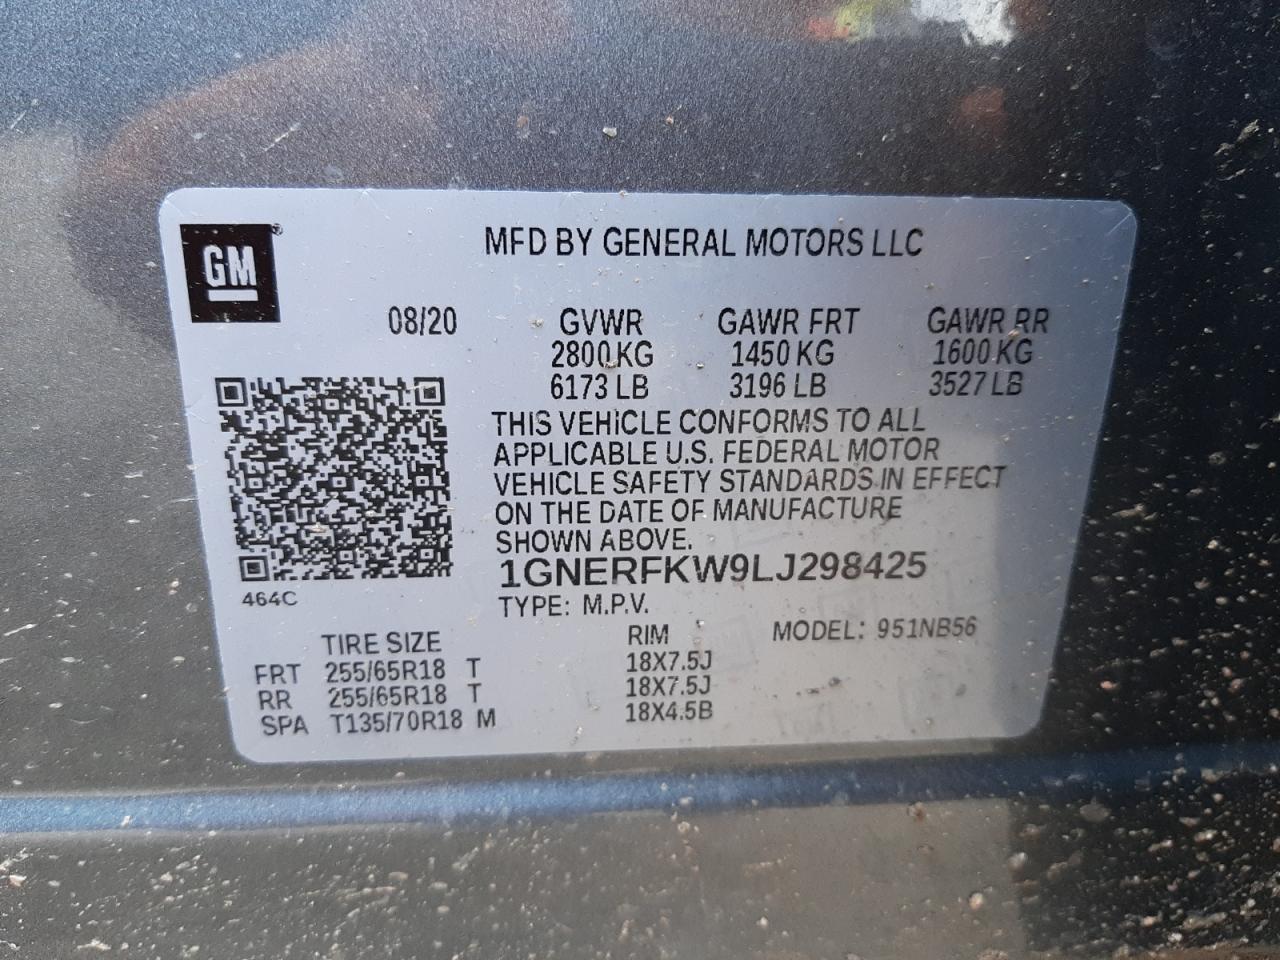 GM
MFD BY GENERAL MOTORS LLC
08/20 GVWR GAWR FRT GAWR RR
2800 KG 1450 KG 1600 KG
6173 LB 3196 LB 3527 LB
THIS VEHICLE CONFORMS TO ALL
APPLICABLE U.S. FEDERAL MOTOR
VEHICLE SAFETY STANDARDS IN EFFECT
ON THE DATE OF MANUFACTURE
SHOWN ABOVE.
1GNERFKW9LJ298425
464C
TYPE: M.P.V.
TIRE SIZE RIM MODEL: 951NB56
FRT 255/65R18 T 18X7.5J
RR 255/65R18 T 18X7.5J
SPA T135/70R18 M 18X4.5B